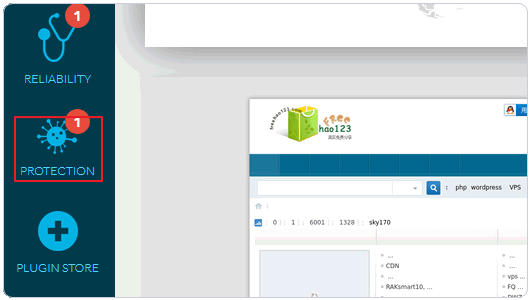 1
RELIABILITY
1
PROTECTION
PLUGIN STORE
freehao123.com
FREE
hao123
: php wordpress VPS
: 0 : 1 : 6001 : 1328 : sky170
...
CDN
RAKsmart10, ...
...
...
vps ...
FQ ...